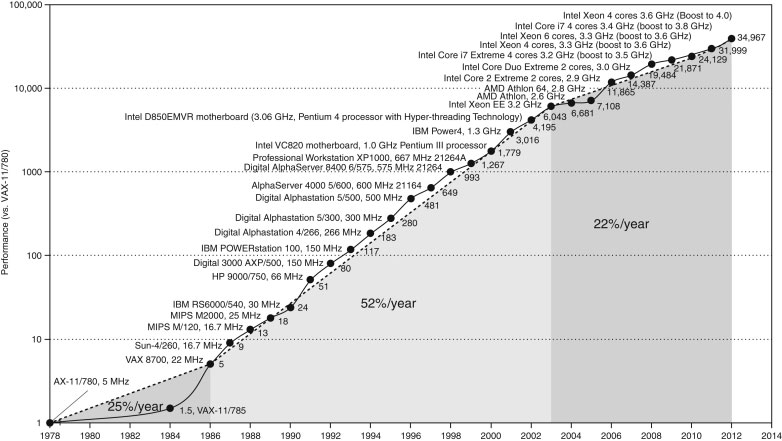 100,000
10,000
1000
100
10
1
Performance (vs. VAX-11/780)
Intel Xeon 4 cores 3.6 GHz (Boost to 4.0)
Intel Core i7 4 cores 3.4 GHz (boost to 3.8 GHz)
Intel Xeon 6 cores, 3.3 GHz (boost to 3.6 GHz)
Intel Xeon 4 cores, 3.3 GHz (boost to 3.6 GHz)
Intel Core i7 Extreme 4 cores 3.2 GHz (boost to 3.5 GHz)
Intel Core Duo Extreme 2 cores, 3.0 GHz
Intel Core 2 Extreme 2 cores, 2.9 GHz
AMD Athlon 64, 2.8 GHz
AMD Athlon, 2.6 GHz
Intel Xeon EE 3.2 GHz
Intel D850EMVR motherboard (3.06 GHz, Pentium 4 processor with Hyper-threading Technology)
IBM Power4, 1.3 GHz
Intel VC820 motherboard, 1.0 GHz Pentium III processor
Professional Workstation XP1000, 667 MHz 21264A
Digital AlphaServer 8400 6/575, 575 MHz 21264
AlphaServer 4000 5/600, 600 MHz 21164
Digital Alphastation 5/500, 500 MHz
Digital Alphastation 5/300, 300 MHz
Digital Alphastation 4/266, 266 MHz
IBM POWERstation 100, 150 MHz
Digital 3000 AXP/500, 150 MHz
HP 9000/750, 66 MHz
IBM RS6000/540, 30 MHz
MIPS M2000, 25 MHz
MIPS M/120, 16.7 MHz
Sun-4/260, 16.7 MHz
VAX 8700, 22 MHz
AX-11/780, 5 MHz
34,967
31,999
24,129
21,871
19,484
14,387
11,865
7,108
6,681
6,043
4,195
3,016
1,779
1,267
993
649
481
280
183
117
80
51
24
18
13
9
5
1.5, VAX-11/785
25%/year
52%/year
22%/year
1978 1980 1982 1984 1986 1988 1990 1992 1994 1996 1998 2000 2002 2004 2006 2008 2010 2012 2014